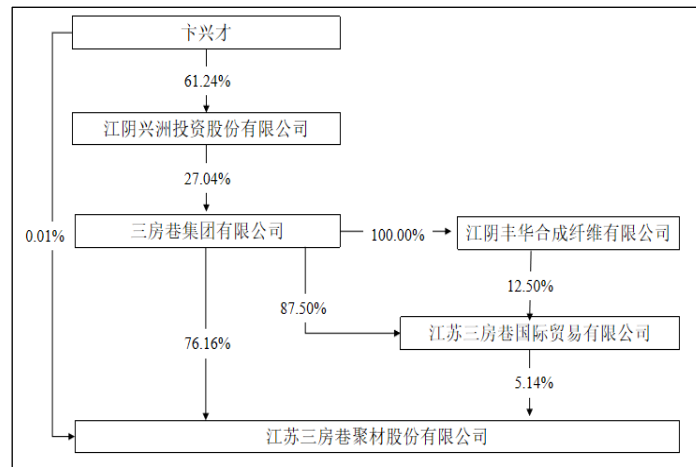 卞兴才
61.24%
江阴兴洲投资股份有限公司
27.04%
三房巷集团有限公司
0.01%
100.00%
江阴丰华合成纤维有限公司
87.50%
12.50%
江苏三房巷国际贸易有限公司
76.16%
5.14%
江苏三房巷聚材股份有限公司